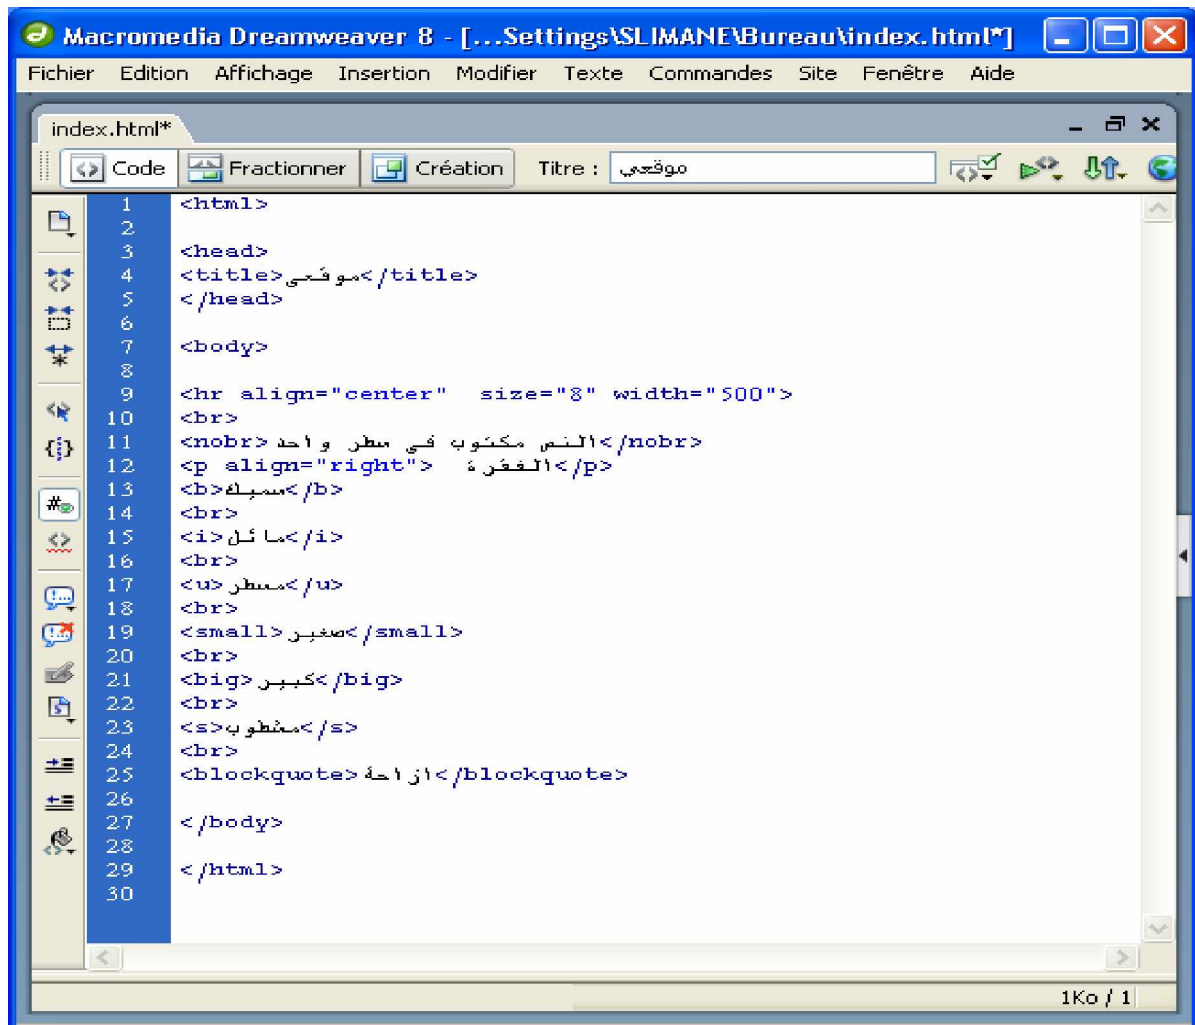 Macromedia Dreamweaver 8 - [...Settings\SLIMANE\Bureau\index.html*]
Fichier Edition Affichage Insertion Modifier Texte Commandes Site Fenêtre Aide
index.html*
Code Fractionner Création Titre : موقعي
1 <html>
2
3 <head>
4 <title>موقعي</title>
5 </head>
6
7 <body>
8
9 <hr align="center"  size="8" width="500">
10 <br>
11 <nobr>النص مكتوب في سطر واحد</nobr>
12 <p align="right">  الفقرة</p>
13 <b>سميك</b>
14 <br>
15 <i>مائل</i>
16 <br>
17 <u>مسطر</u>
18 <br>
19 <small>صغير</small>
20 <br>
21 <big>كبير</big>
22 <br>
23 <s>مشطوب</s>
24 <br>
25 <blockquote>ازاحة</blockquote>
26
27 </body>
28
29 </html>
30
1Ko / 1